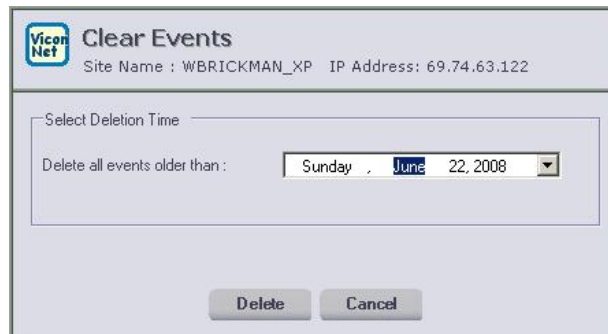 Vicon
Net
Clear Events
Site Name : WBRICKMAN_XP IP Address: 69.74.63.122
Select Deletion Time
Delete all events older than : Sunday , June 22, 2008
Delete Cancel